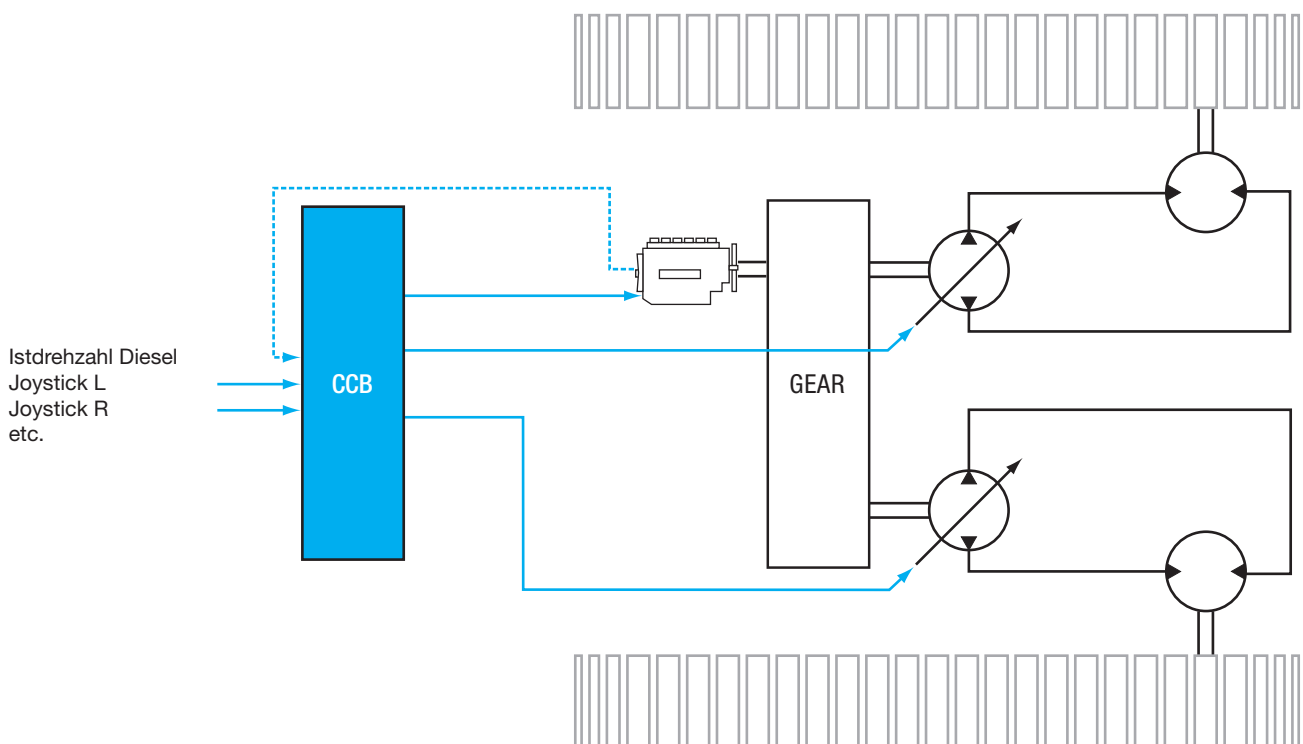 Istdrehzahl Diesel
Joystick L
Joystick R
etc.
CCB
GEAR